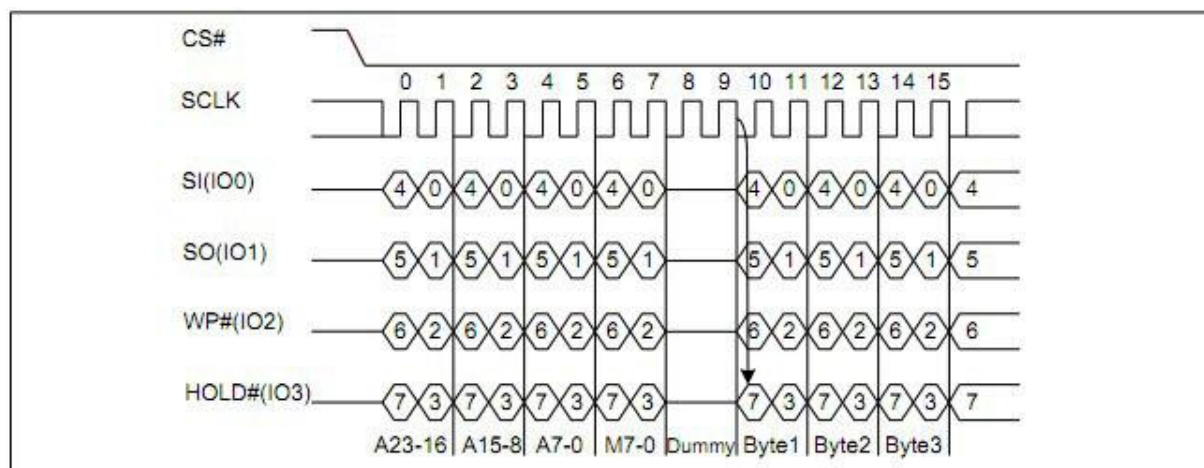 CS#
0 1 2 3 4 5 6 7 8 9 10 11 12 13 14 15
SCLK
SI(IO0) 4 0 4 0 4 0 4 0 4 0 4 0 4 0 4
SO(IO1) 5 1 5 1 5 1 5 1 5 1 5 1 5 1 5
WP#(IO2) 6 2 6 2 6 2 6 2 6 2 6 2 6 2 6
HOLD#(IO3) 7 3 7 3 7 3 7 3 7 3 7 3 7 3 7
A23-16 A15-8 A7-0 M7-0 Dummy Byte1 Byte2 Byte3